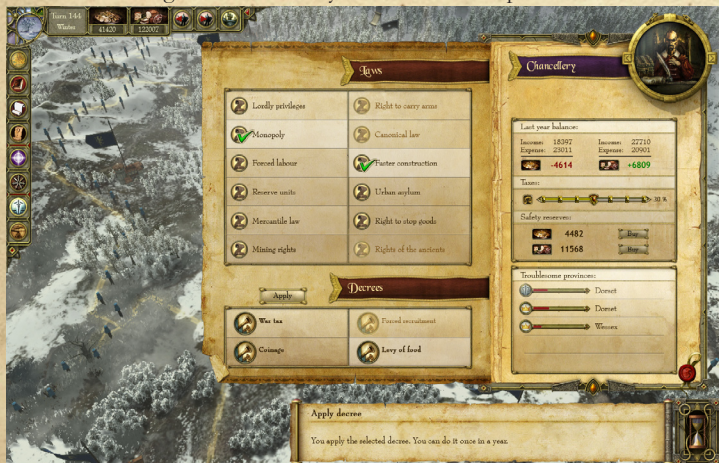 Turn 144
Winter
41420
122002
Laws
Lordly privileges
Right to carry arms
Monopoly
Canonical law
Forced labour
Faster construction
Reserve units
Urban asylum
Mercantile law
Right to stop goods
Mining rights
Rights of the ancients
Apply
Decrees
War tax
Forced recruitment
Coinage
Levy of food
Chancellery
Last year balance:
Income: 18397
Income: 27710
Expense: 23011
Expense: 20901
-4614
+6809
Taxes:
Safety reserves:
4482
Buy
11568
Buy
Troublesome provinces:
Dorset
Dorset
Wessex
Apply decree
You apply the selected decree. You can do it once in a year.